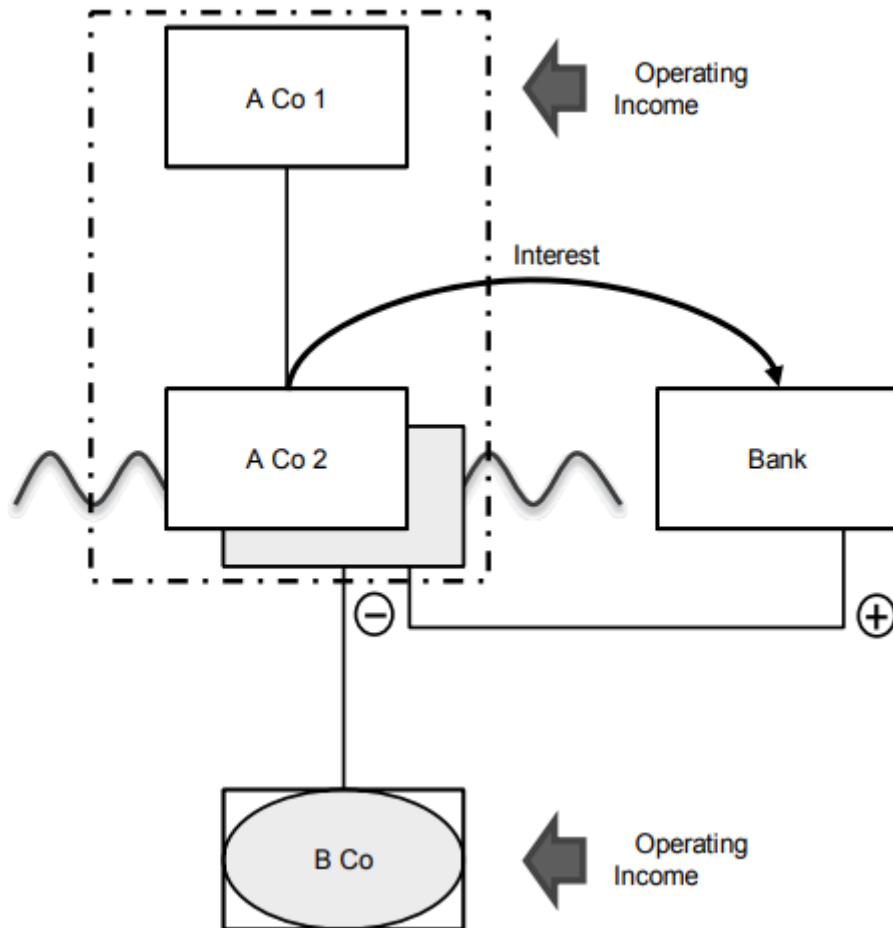 A Co 1
Operating
Income
Interest
A Co 2
Bank
−
+
B Co
Operating
Income